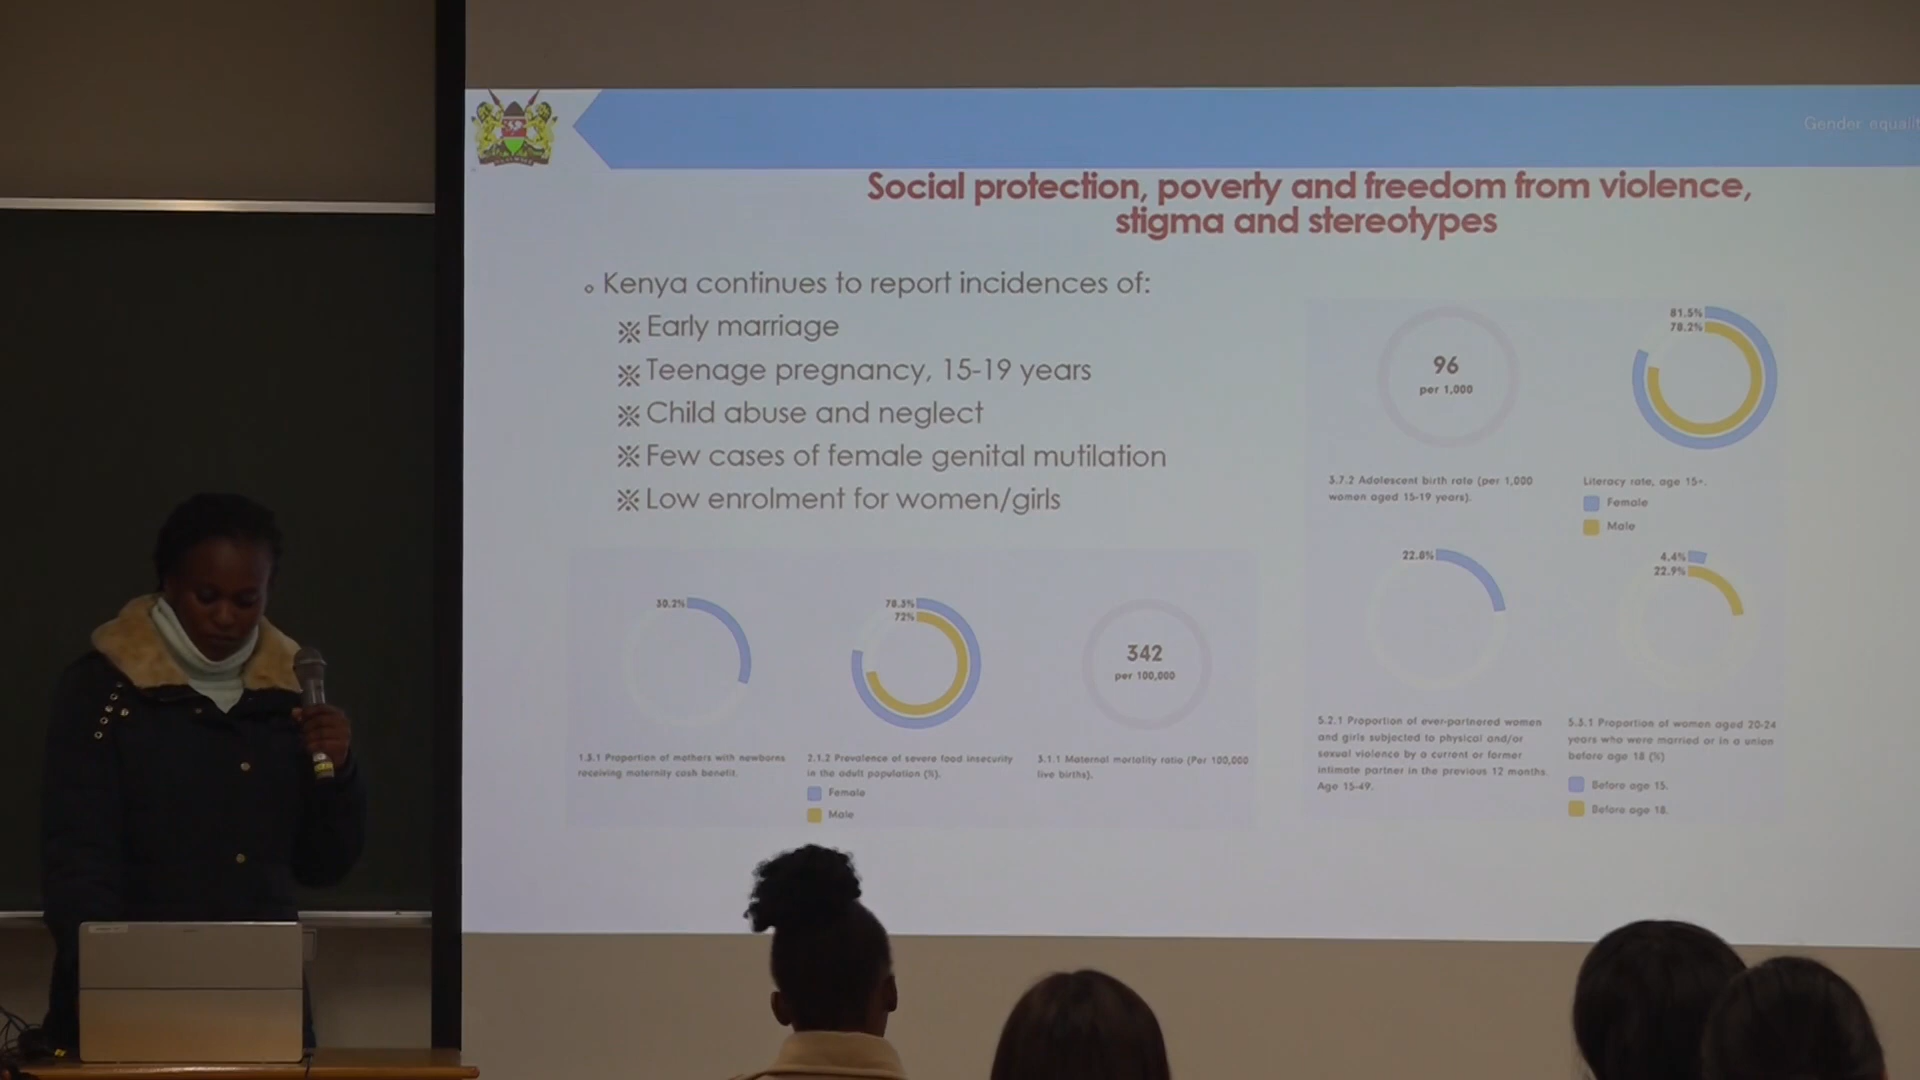 Gender equalit
Social protection, poverty and freedom from violence,
stigma and stereotypes
Kenya continues to report incidences of:
※ Early marriage
※ Teenage pregnancy, 15-19 years
※ Child abuse and neglect
※ Few cases of female genital mutilation
※ Low enrolment for women/girls
30.2%
1.3.1 Proportion of mothers with newborns
receiving maternity cash benefit.
78.3%
72%
2.1.2 Prevalence of severe food insecurity
in the adult population (%).
Female
Male
342
per 100,000
3.1.1 Maternal mortality ratio (Per 100,000
live births).
96
per 1,000
3.7.2 Adolescent birth rate (per 1,000
women aged 15-19 years).
81.5%
78.2%
Literacy rate, age 15+.
Female
Male
22.8%
5.2.1 Proportion of ever-partnered women
and girls subjected to physical and/or
sexual violence by a current or former
intimate partner in the previous 12 months.
Age 15-49.
4.4%
22.9%
5.3.1 Proportion of women aged 20-24
years who were married or in a union
before age 18 (%)
Before age 15.
Before age 18.